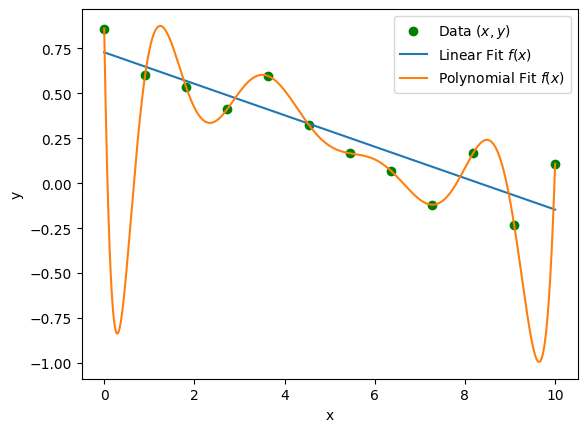 Data (x, y)
Linear Fit f(x)
Polynomial Fit f(x)
0.75
0.50
0.25
0.00
−0.25
−0.50
−0.75
−1.00
y
0 2 4 6 8 10
x